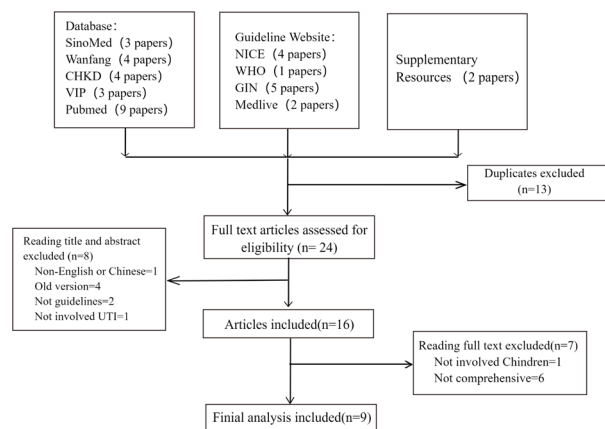 Database:
SinoMed (3 papers)
Wanfang (4 papers)
CHKD (4 papers)
VIP (3 papers)
Pubmed (9 papers)
Guideline Website:
NICE (4 papers)
WHO (1 papers)
GIN (5 papers)
Medlive (2 papers)
Supplementary
Resources (2 papers)
Duplicates excluded
(n=13)
Full text articles assessed for
eligibility (n= 24)
Reading title and abstract
excluded (n=8)
Non-English or Chinese=1
Old version=4
Not guidelines=2
Not involved UTI=1
Articles included(n=16)
Reading full text excluded(n=7)
Not involved Chindren=1
Not comprehensive=6
Finial analysis included(n=9)